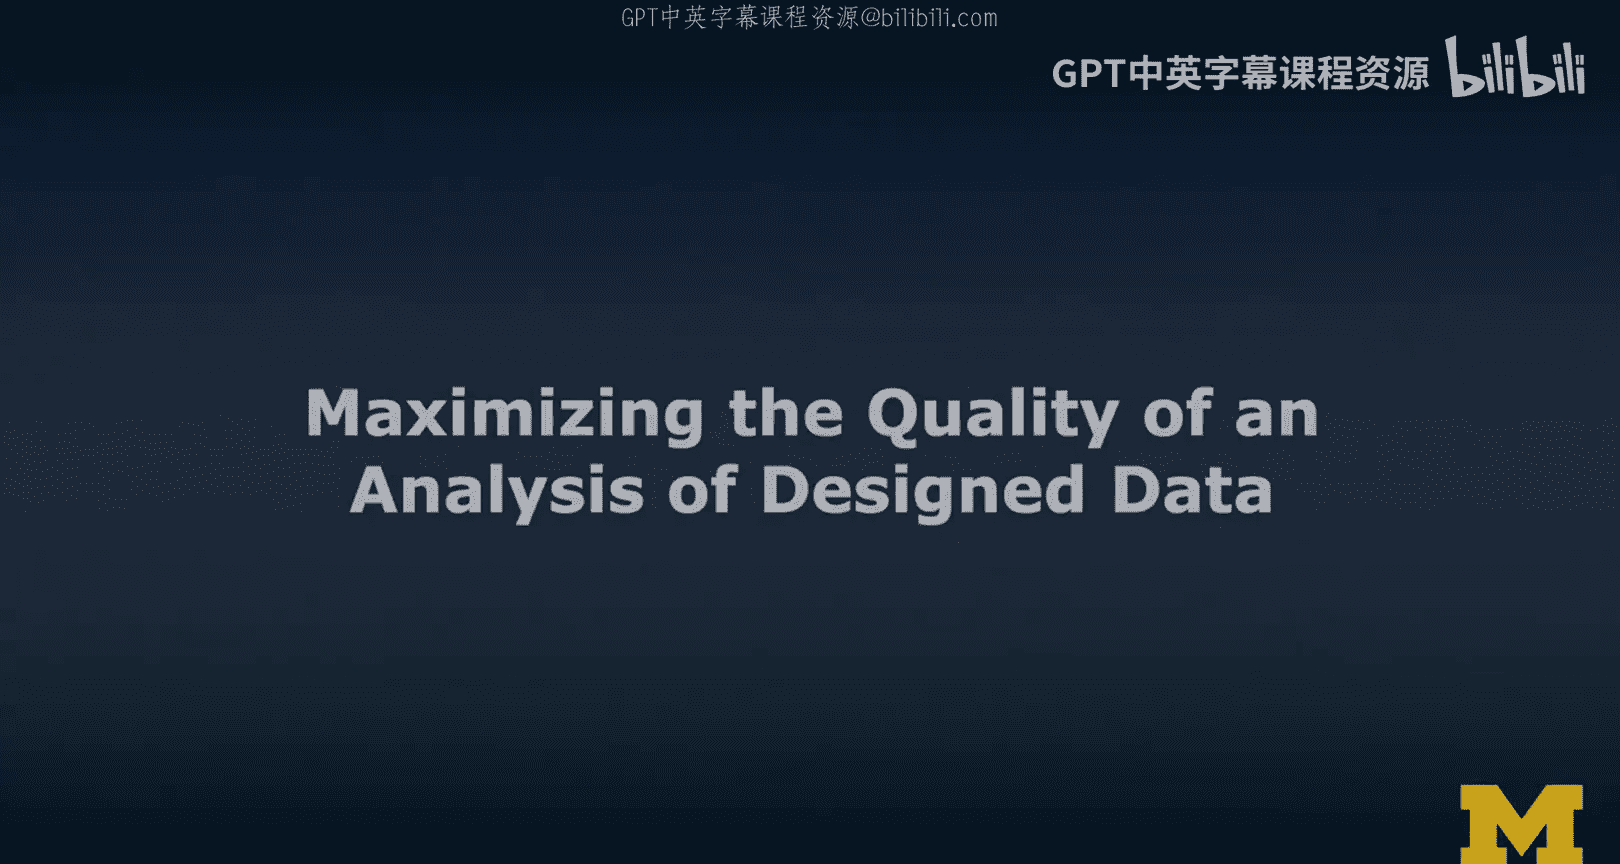 GPT中英字幕课程资源@bilibili.com
GPT中英字幕课程资源 bilibili
Maximizing the Quality of an
Analysis of Designed Data
M